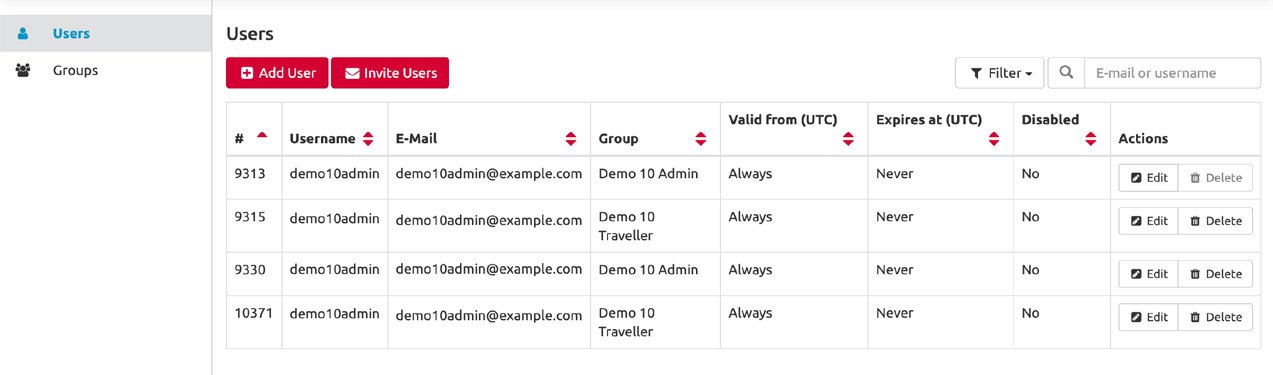 Users
Groups
Users
Add User Invite Users Filter E-mail or username
# Username E-Mail Group Valid from (UTC) Expires at (UTC) Disabled Actions
9313 demo10admin demo10admin@example.com Demo 10 Admin Always Never No Edit Delete
9315 demo10admin demo10admin@example.com Demo 10 Always Never No Edit Delete
Traveller
9330 demo10admin demo10admin@example.com Demo 10 Admin Always Never No Edit Delete
10371 demo10admin demo10admin@example.com Demo 10 Always Never No Edit Delete
Traveller